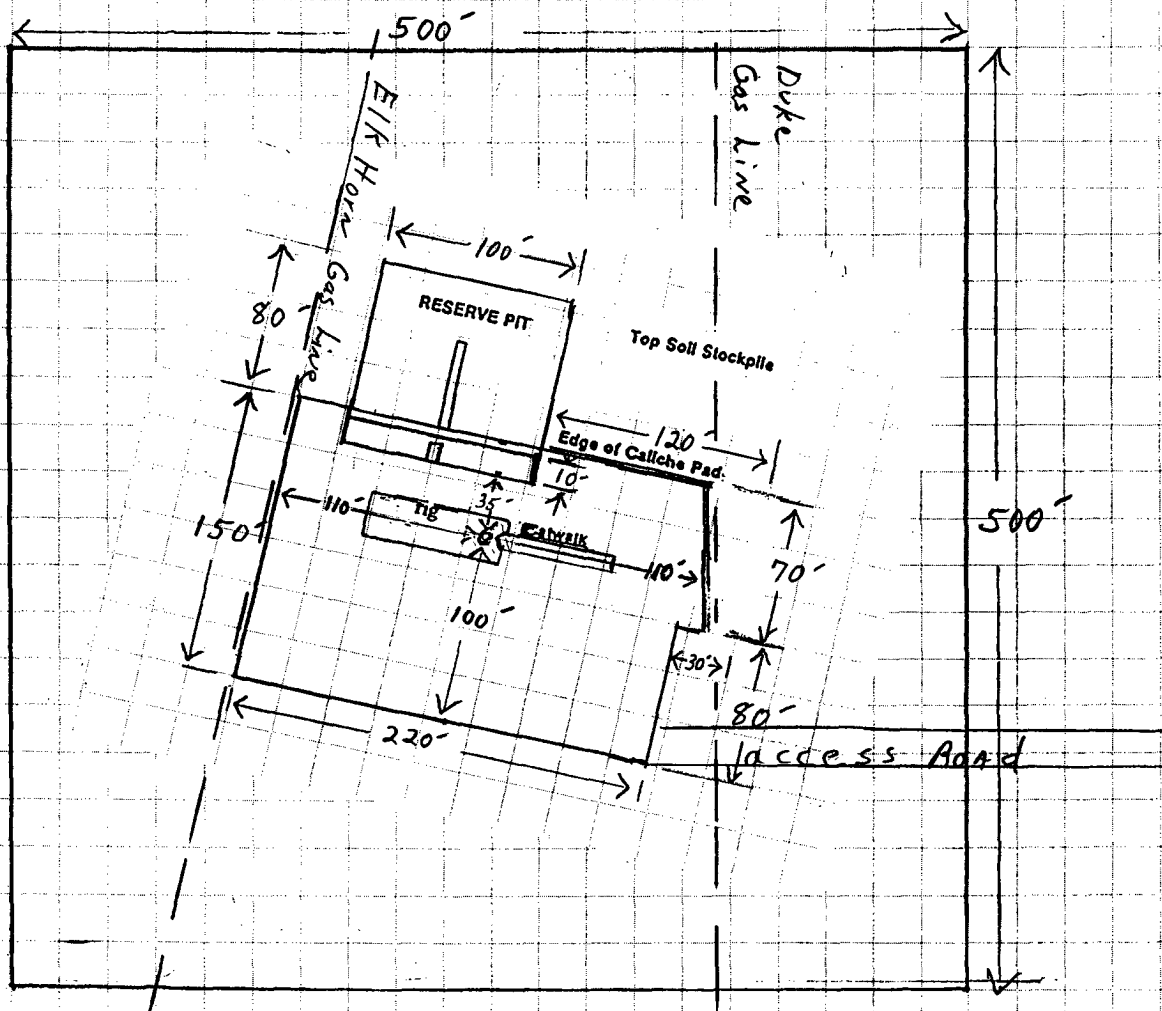 500'
Elk Horn Gas Line
Duke
Gas Line
100'
80'
RESERVE PIT
Top Soil Stockpile
120'
Edge of Caliche Pad
10'
35'
110'
rig
Catwalk
110'
150'
500'
70'
100'
30'
80'
220'
access Road